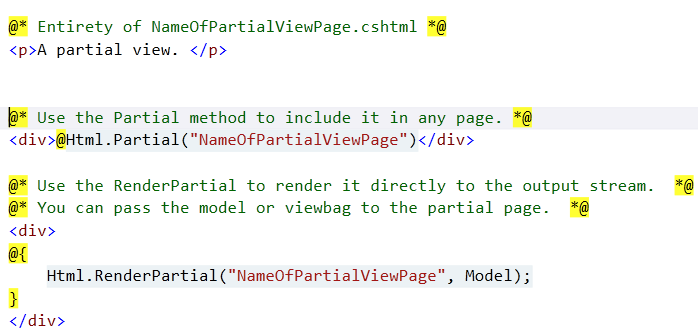 @* Entirety of NameOfPartialViewPage.cshtml *@
<p>A partial view. </p>
@* Use the Partial method to include it in any page. *@
<div>@Html.Partial("NameOfPartialViewPage")</div>
@* Use the RenderPartial to render it directly to the output stream.  *@
@* You can pass the model or viewbag to the partial page.  *@
<div>
@{
    Html.RenderPartial("NameOfPartialViewPage", Model);
}
</div>